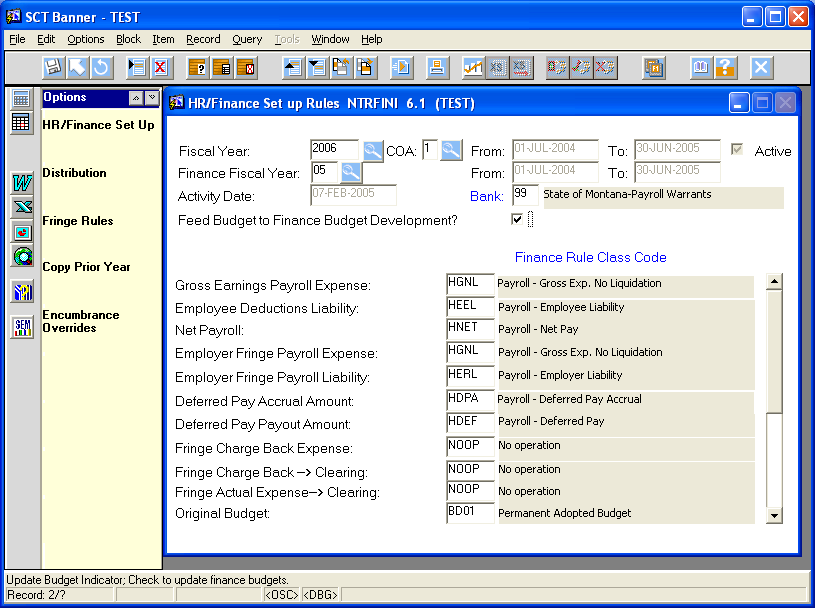 SCT Banner - TEST
File Edit Options Block Item Record Query Tools Window Help
Options
HR/Finance Set Up
Distribution
Fringe Rules
Copy Prior Year
Encumbrance
Overrides
HR/Finance Set up Rules NTRFINI 6.1 (TEST)
Fiscal Year: 2006 COA: 1 From: 01-JUL-2004 To: 30-JUN-2005 Active
Finance Fiscal Year: 05 From: 01-JUL-2004 To: 30-JUN-2005
Activity Date: 07-FEB-2005 Bank: 99 State of Montana-Payroll Warrants
Feed Budget to Finance Budget Development?
Finance Rule Class Code
Gross Earnings Payroll Expense: HGNL Payroll - Gross Exp. No Liquidation
Employee Deductions Liability: HEEL Payroll - Employee Liability
Net Payroll: HNET Payroll - Net Pay
Employer Fringe Payroll Expense: HGNL Payroll - Gross Exp. No Liquidation
Employer Fringe Payroll Liability: HERL Payroll - Employer Liability
Deferred Pay Accrual Amount: HDPA Payroll - Deferred Pay Accrual
Deferred Pay Payout Amount: HDEF Payroll - Deferred Pay
Fringe Charge Back Expense: NOOP No operation
Fringe Charge Back --> Clearing: NOOP No operation
Fringe Actual Expense--> Clearing: NOOP No operation
Original Budget: BD01 Permanent Adopted Budget
Update Budget Indicator; Check to update finance budgets.
Record: 2/? <OSC> <DBG>